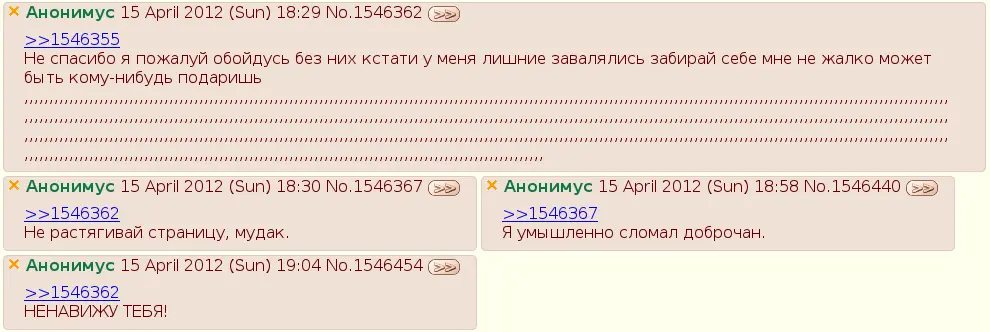 Анонимус 15 April 2012 (Sun) 18:29 No.1546362 >>
>>1546355
Не спасибо я пожалуй обойдусь без них кстати у меня лишние завалялись забирай себе мне не жалко может
быть кому-нибудь подаришь
,,,,,,,,,,,,,,,,,,,,,,,,,,,,,,,,,,,,,,,,,,,,,,,,,,,,,,,,,,,,,,,,,,,,,,,,,,,,,,,,,,,,,,,,,,,,,,,,,,,,,,,,,,,,,,,,,,,,,,,,,,,,,,,,,,,,,,,,,,,,,,,,,,,,,,,,,,,,,,,,,,,,,,,,,,,,,,,,,,,,,
,,,,,,,,,,,,,,,,,,,,,,,,,,,,,,,,,,,,,,,,,,,,,,,,,,,,,,,,,,,,,,,,,,,,,,,,,,,,,,,,,,,,,,,,,,,,,,,,,,,,,,,,,,,,,,,,,,,,,,,,,,,,,,,,,,,,,,,,,,,,,,,,,,,,,,,,,,,,,,,,,,,,,,,,,,,,,,,,,,,,,
,,,,,,,,,,,,,,,,,,,,,,,,,,,,,,,,,,,,,,,,,,,,,,,,,,,,,,,,,,,,,,,,,,,,,,,,,,,,,,,,,,,,,,,,,,,,,,,,,,,,,,,,,,,,,,,,,,,,,,,,,,,,,,,,,,,,,,,,,,,,,,,,,,,,,,,,,,,,,,,,,,,,,,,,,,,,,,,,,,,,,
,,,,,,,,,,,,,,,,,,,,,,,,,,,,,,,,,,,,,,,,,,,,,,,,,,,,,,,,,,,,,,,,,,,,,,,,,,,,,,,,,,,,,,,,,,,,,,,,,,,,,,
Анонимус 15 April 2012 (Sun) 18:30 No.1546367 >>
>>1546362
Не растягивай страницу, мудак.
Анонимус 15 April 2012 (Sun) 18:58 No.1546440 >>
>>1546367
Я умышленно сломал доброчан.
Анонимус 15 April 2012 (Sun) 19:04 No.1546454 >>
>>1546362
НЕНАВИЖУ ТЕБЯ!